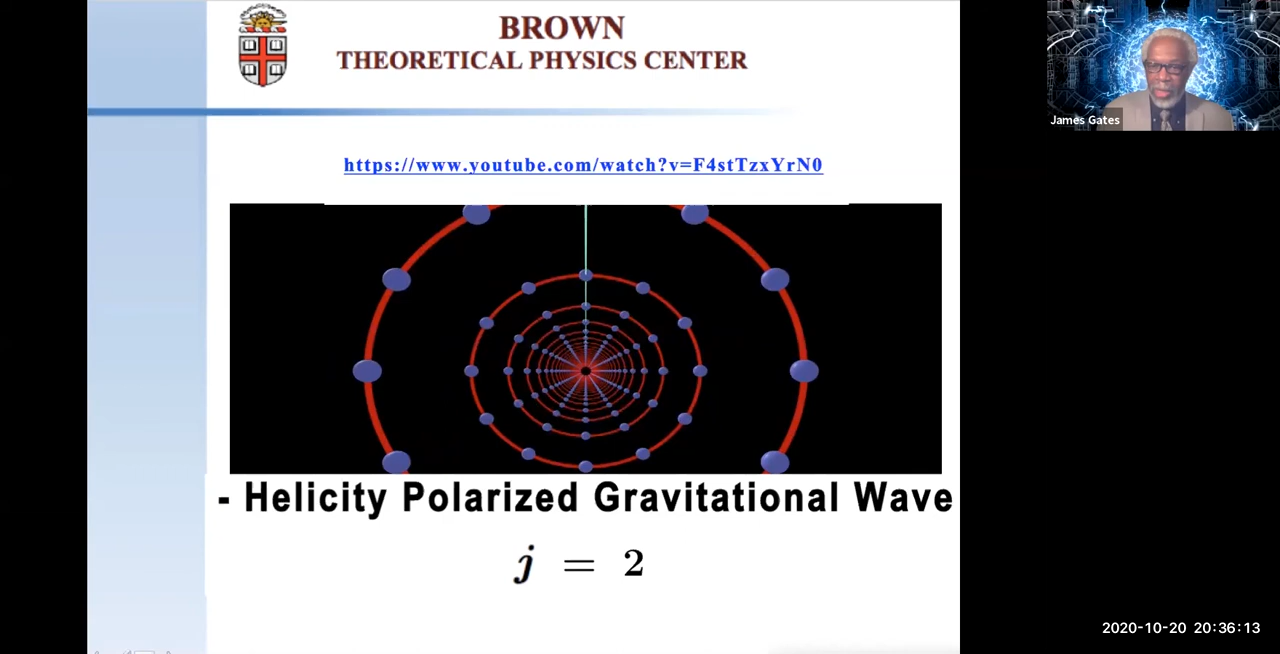 BROWN
THEORETICAL PHYSICS CENTER
James Gates
https://www.youtube.com/watch?v=F4stTzxYrN0
- Helicity Polarized Gravitational Wave
j = 2
2020-10-20 20:36:13